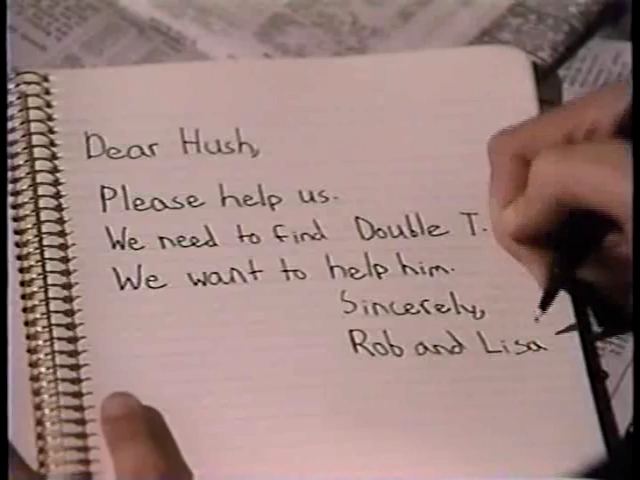 Dear Hush,
Please help us.
We need to find Double T.
We want to help him.
Sincerely,
Rob and Lisa